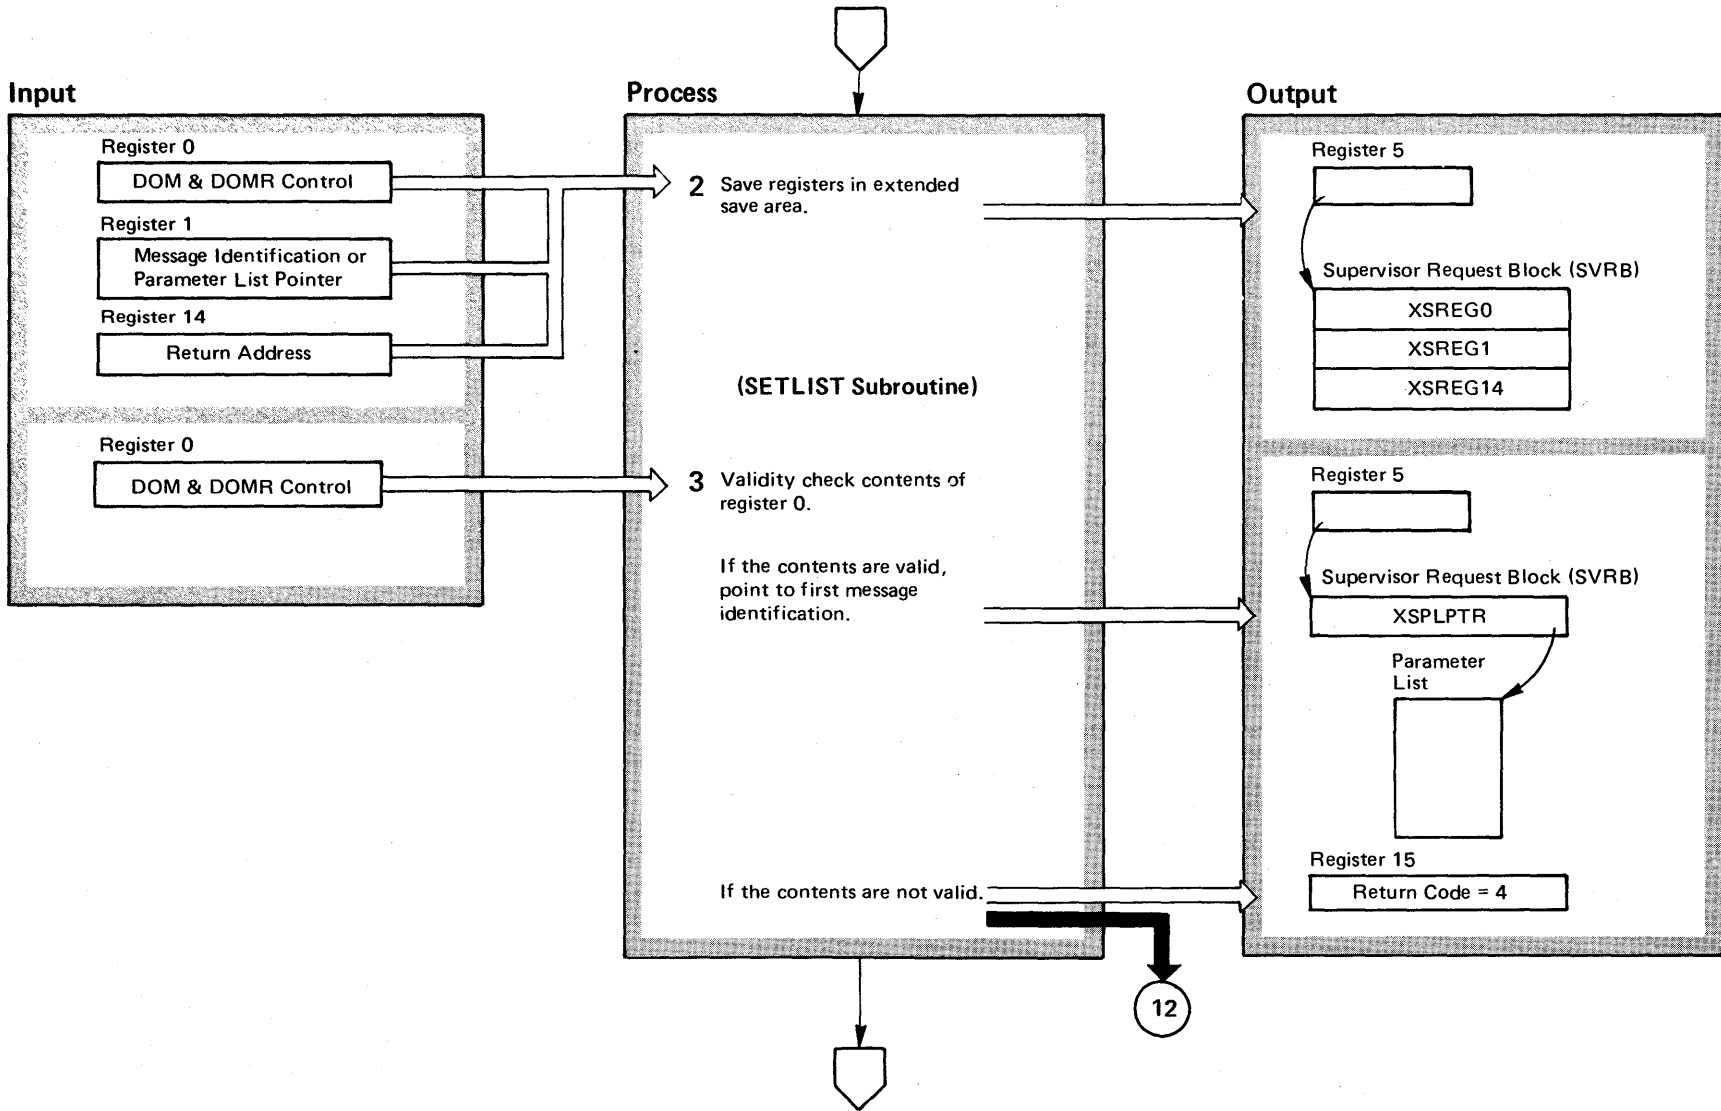 Input
Register 0
DOM & DOMR Control
Register 1
Message Identification or
Parameter List Pointer
Register 14
Return Address
Register 0
DOM & DOMR Control
Process
2 Save registers in extended
save area.
(SETLIST Subroutine)
3 Validity check contents of
register 0.
If the contents are valid,
point to first message
identification.
If the contents are not valid.
12
Output
Register 5
Supervisor Request Block (SVRB)
XSREG0
XSREG1
XSREG14
Register 5
Supervisor Request Block (SVRB)
XSPLPTR
Parameter
List
Register 15
Return Code = 4